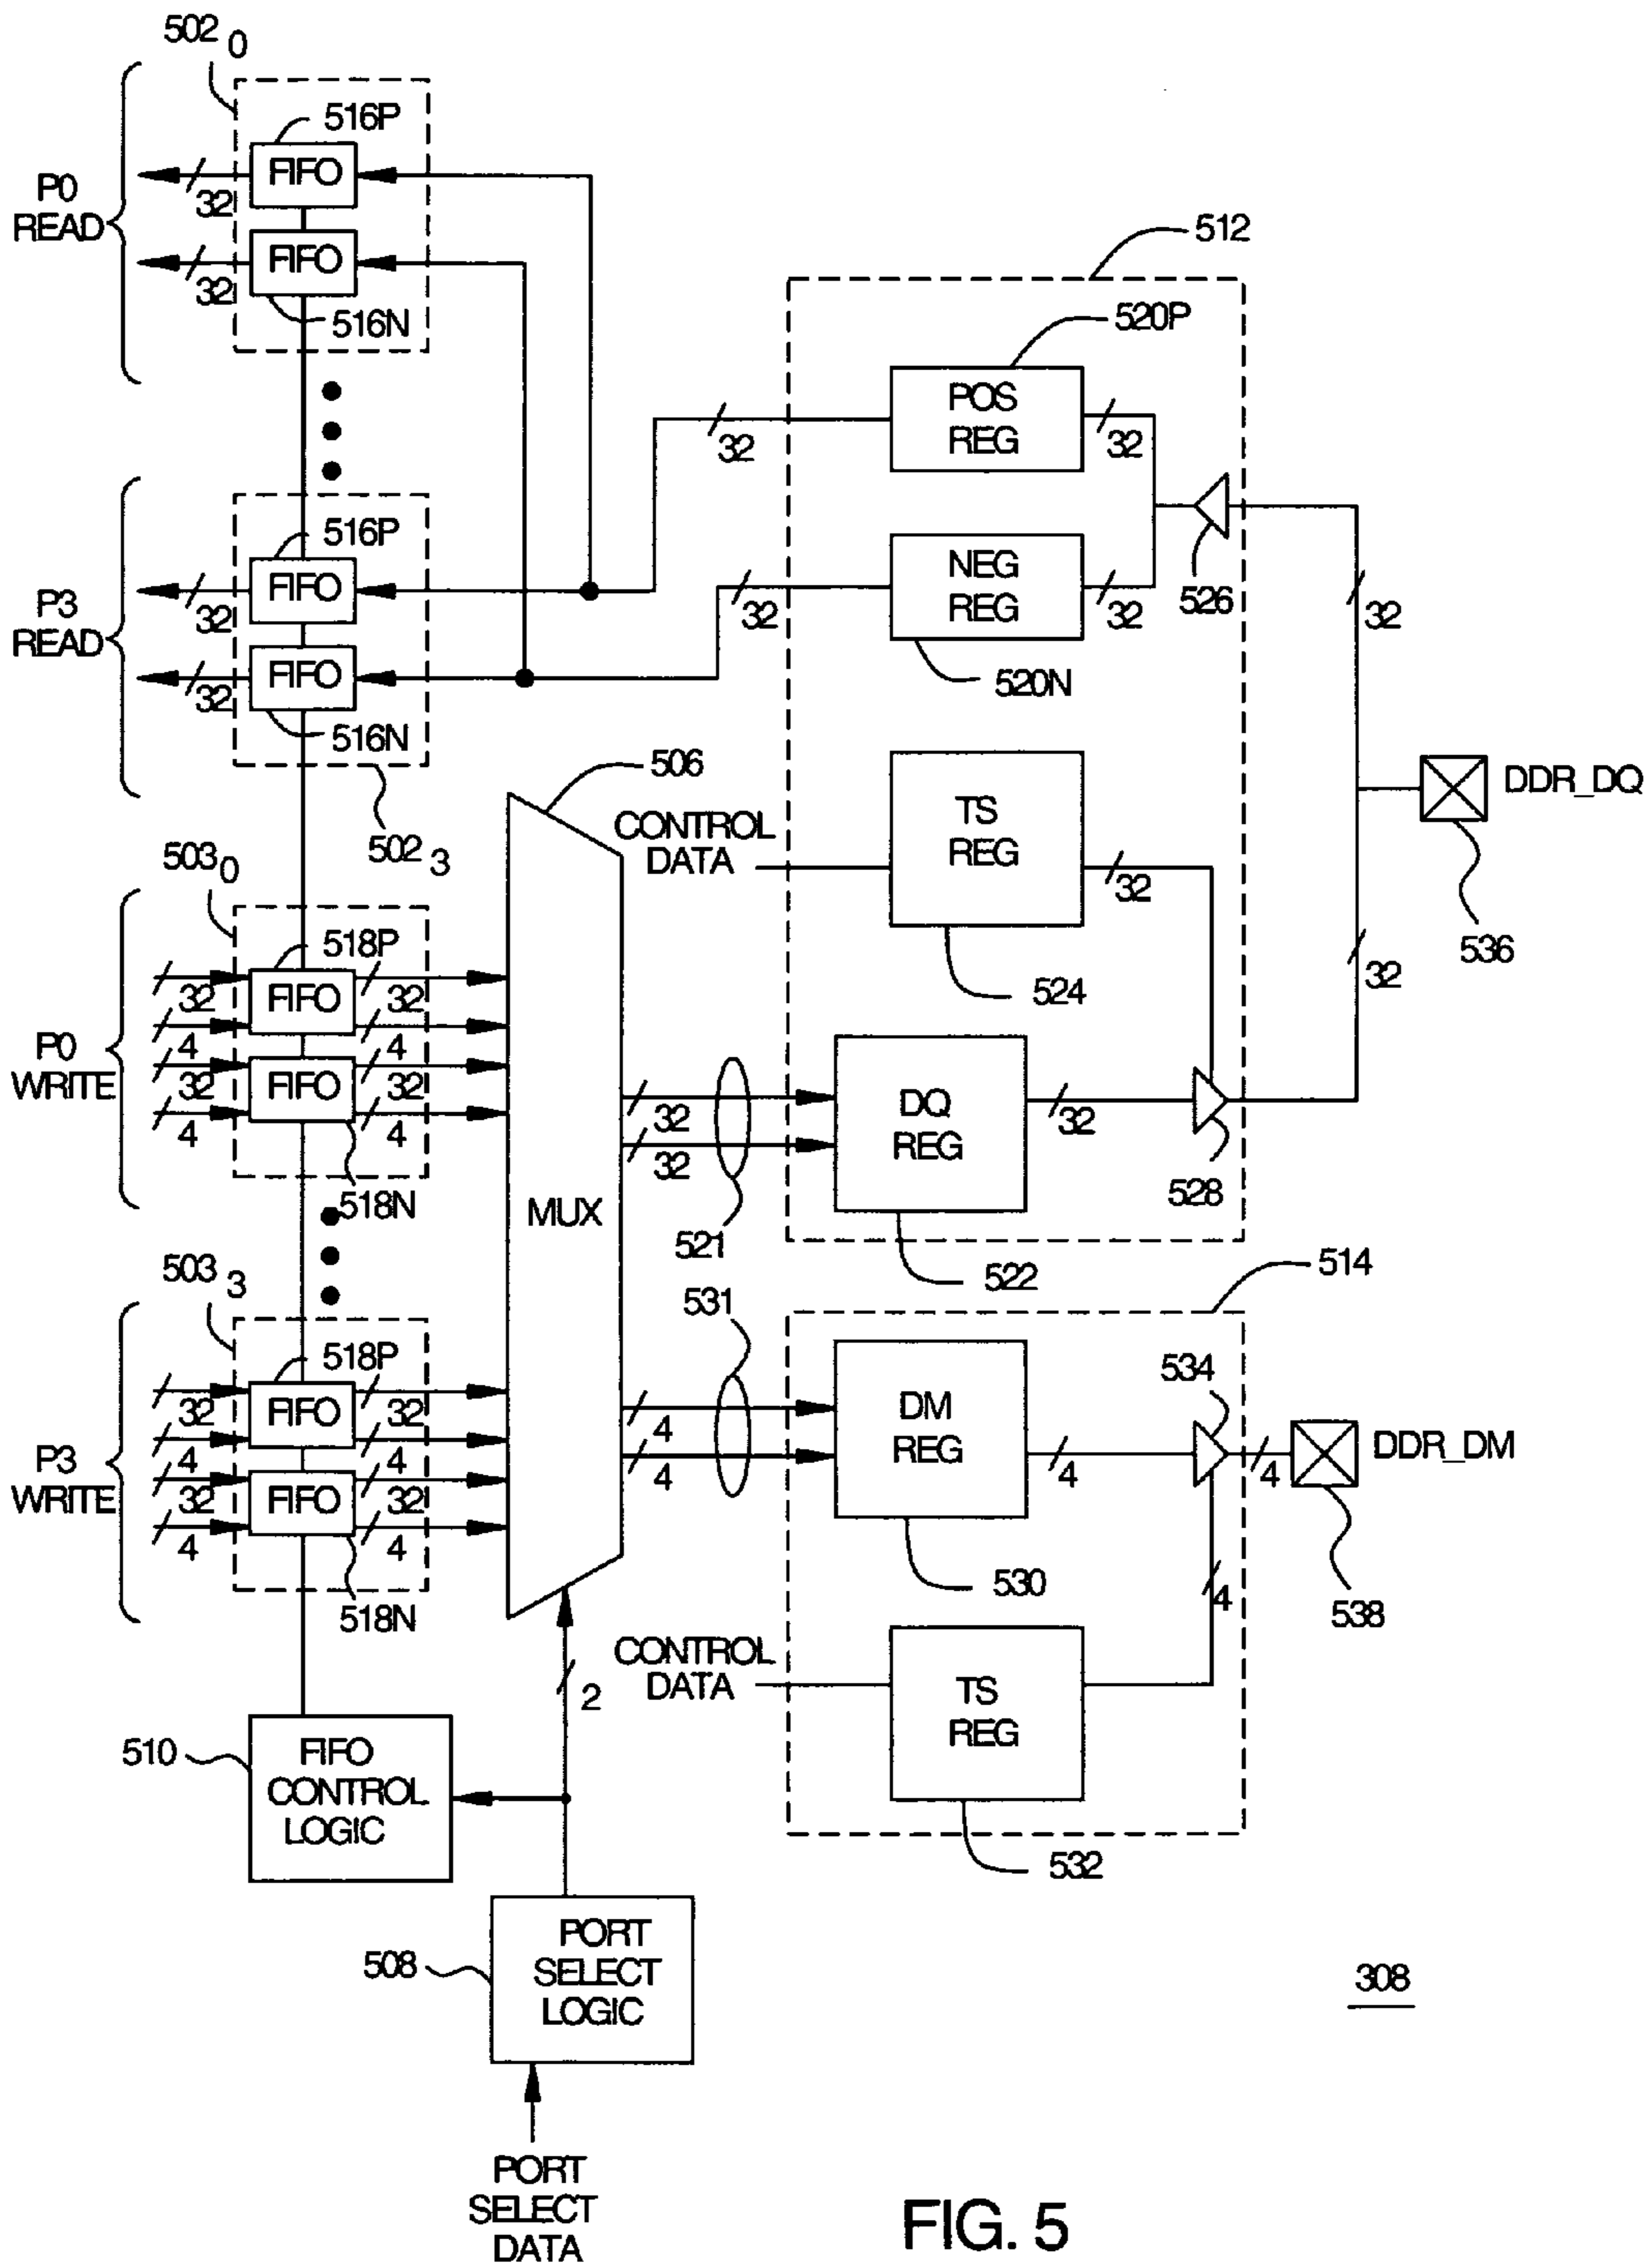 502 0
516P
FIFO
32
P0
READ
FIFO
32
516N
512
520P
POS
REG
32
32
516P
FIFO
32
P3
READ
FIFO
32
516N
502 3
NEG
REG
32
32
520N
526
32
506
CONTROL
DATA
TS
REG
32
524
DDR_DQ
536
32
503 0
518P
32
FIFO
32
4
4
P0
WRITE
32
FIFO
32
4
4
518N
MUX
32
32
521
DQ
REG
32
528
522
503 3
518P
32
FIFO
32
4
4
P3
WRITE
32
FIFO
32
4
4
518N
531
4
4
514
DM
REG
4
534
4
DDR_DM
538
530
4
CONTROL
DATA
TS
REG
532
2
510
FIFO
CONTROL
LOGIC
508
PORT
SELECT
LOGIC
308
PORT
SELECT
DATA
FIG. 5